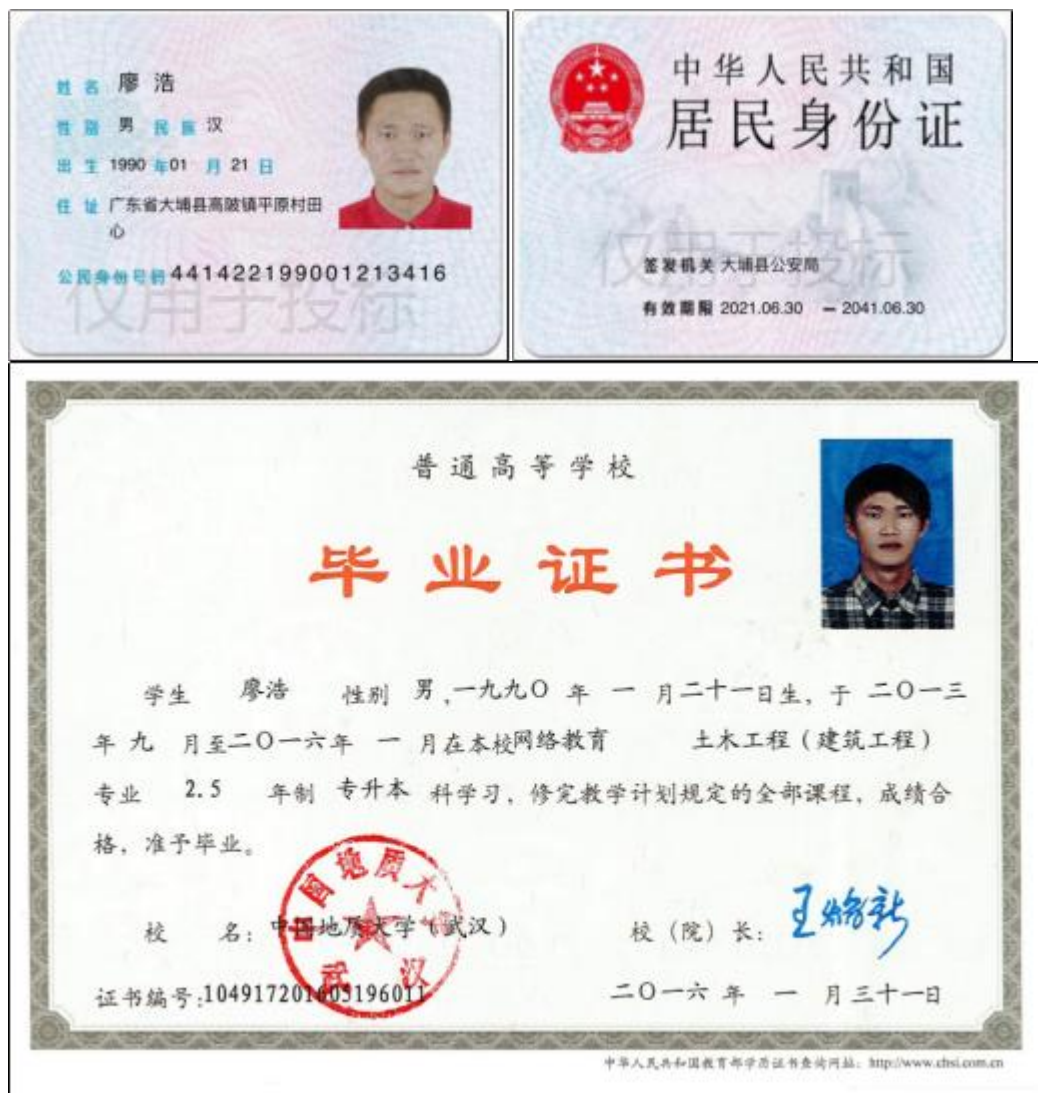 姓名 廖浩
性别 男 民族 汉
出生 1990 年01 月 21 日
住址 广东省大埔县高陂镇平原村田
心
公民身份号码 441422199001213416
仅用于投标
中华人民共和国
居民身份证
仅用于投标
签发机关 大埔县公安局
有效期限 2021.06.30 － 2041.06.30
普通高等学校
毕业证书
学生 廖浩 性别 男，一九九〇 年 一 月二十一日生，于 二〇一三
年 九 月至二〇一六年 一 月在本校网络教育 土木工程（建筑工程）
专业 2.5 年制 专升本 科学习，修完教学计划规定的全部课程，成绩合
格，准予毕业。
校 名：中国地质大学（武汉） 校（院）长：
证书编号:104917201605196011 二〇一六 年 一 月三十一日
中华人民共和国教育部学历证书查询网址：http://www.chsi.com.cn